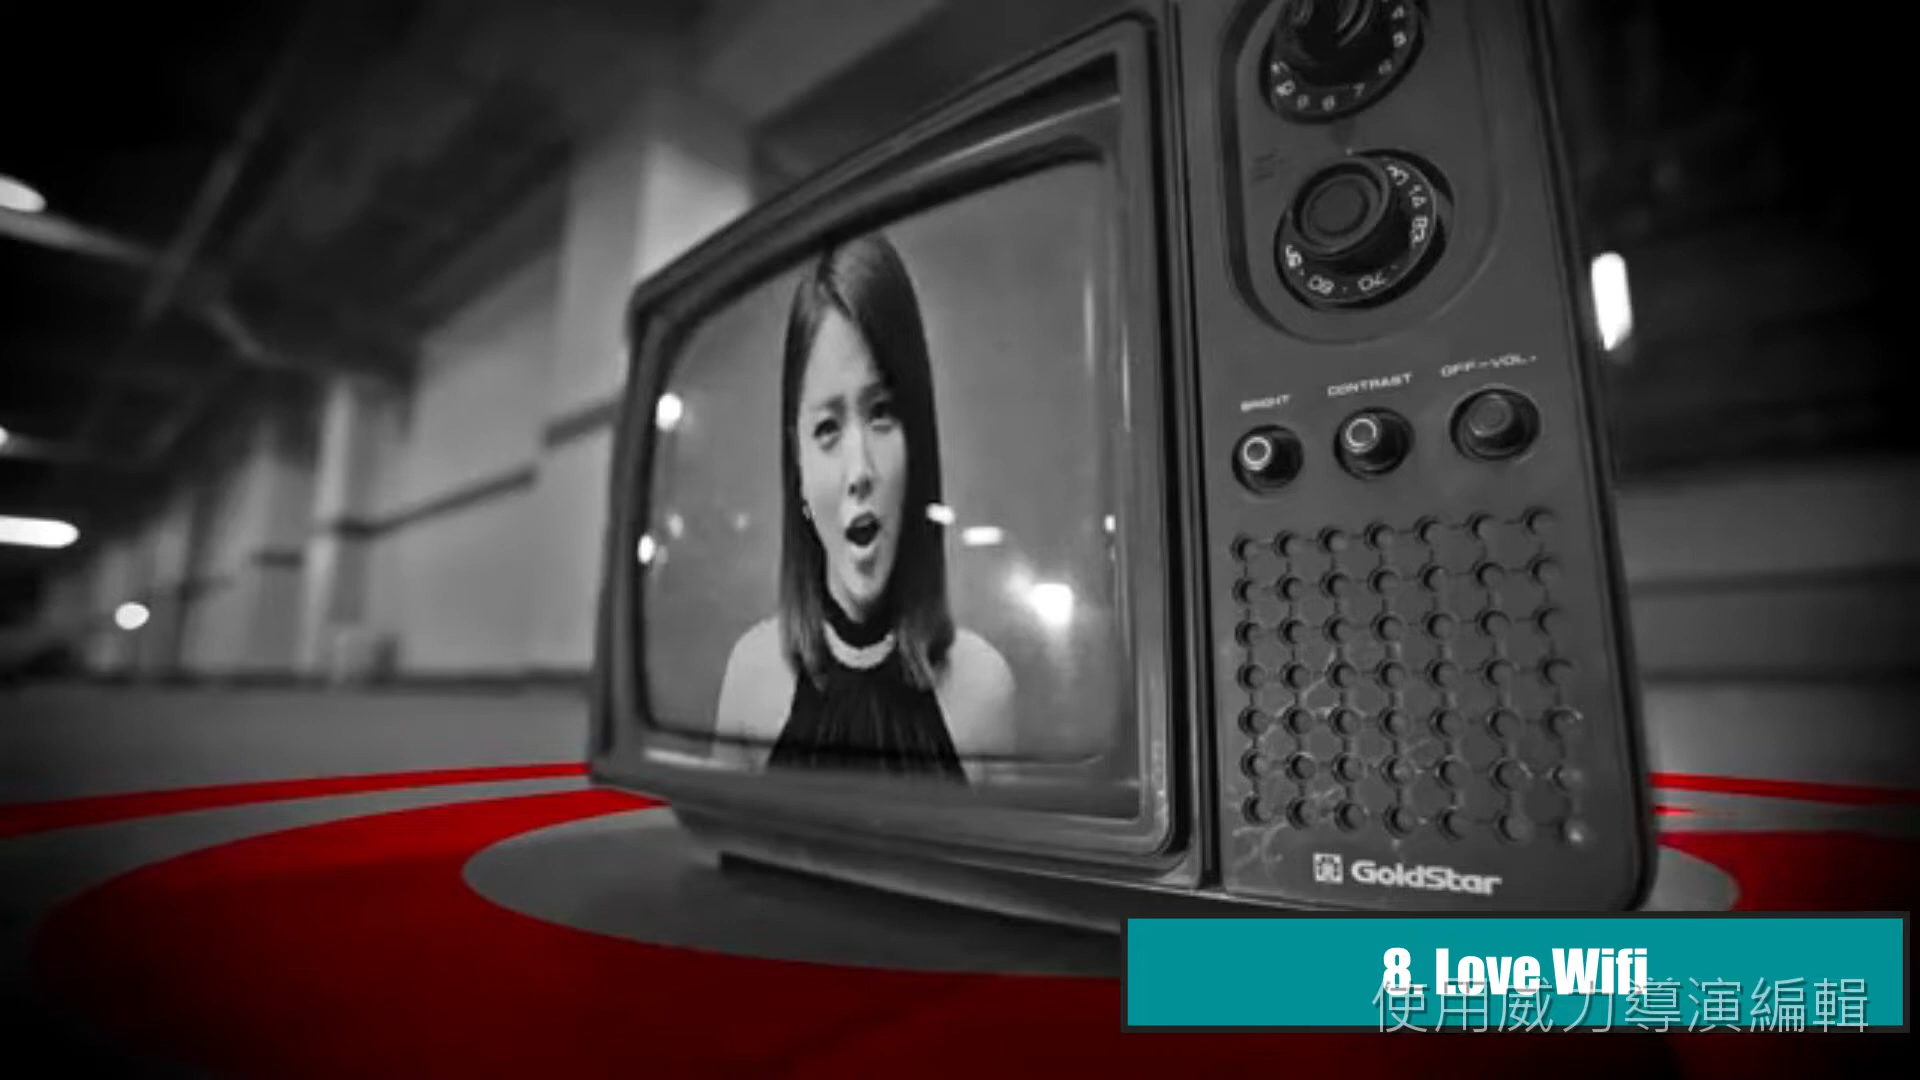 BRIGHT
CONTRAST
OFF-VOL.
GoldStar
8. Love Wifi
使用威力導演編輯